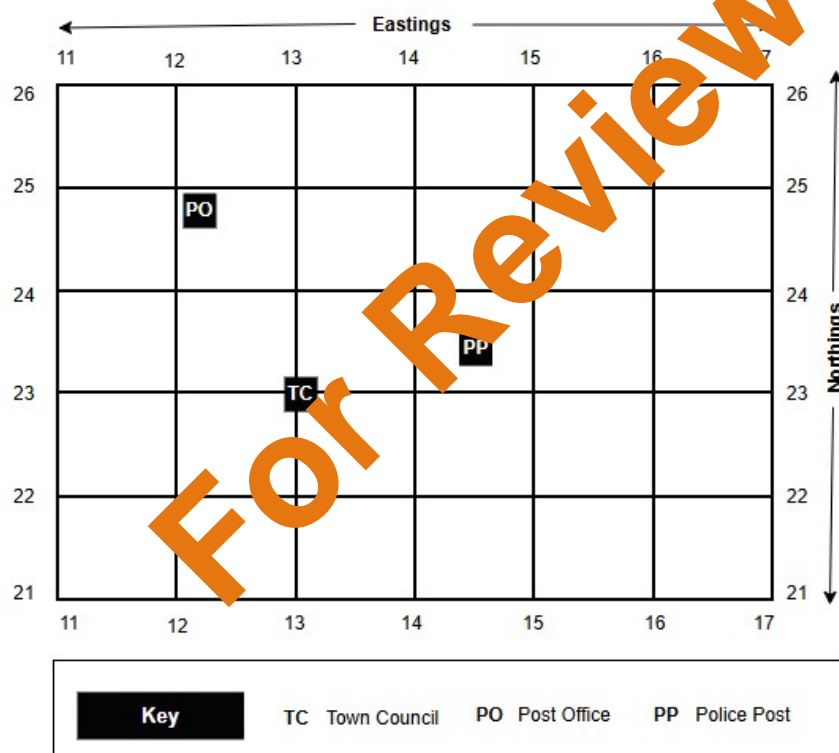 Eastings
11 12 13 14 15 16 7
26 26
25 25
PO
24 24
Northings
PP
23 TC 23
22 22
21 21
11 12 13 14 15 16 17
Key TC Town Council PO Post Office PP Police Post
For Review